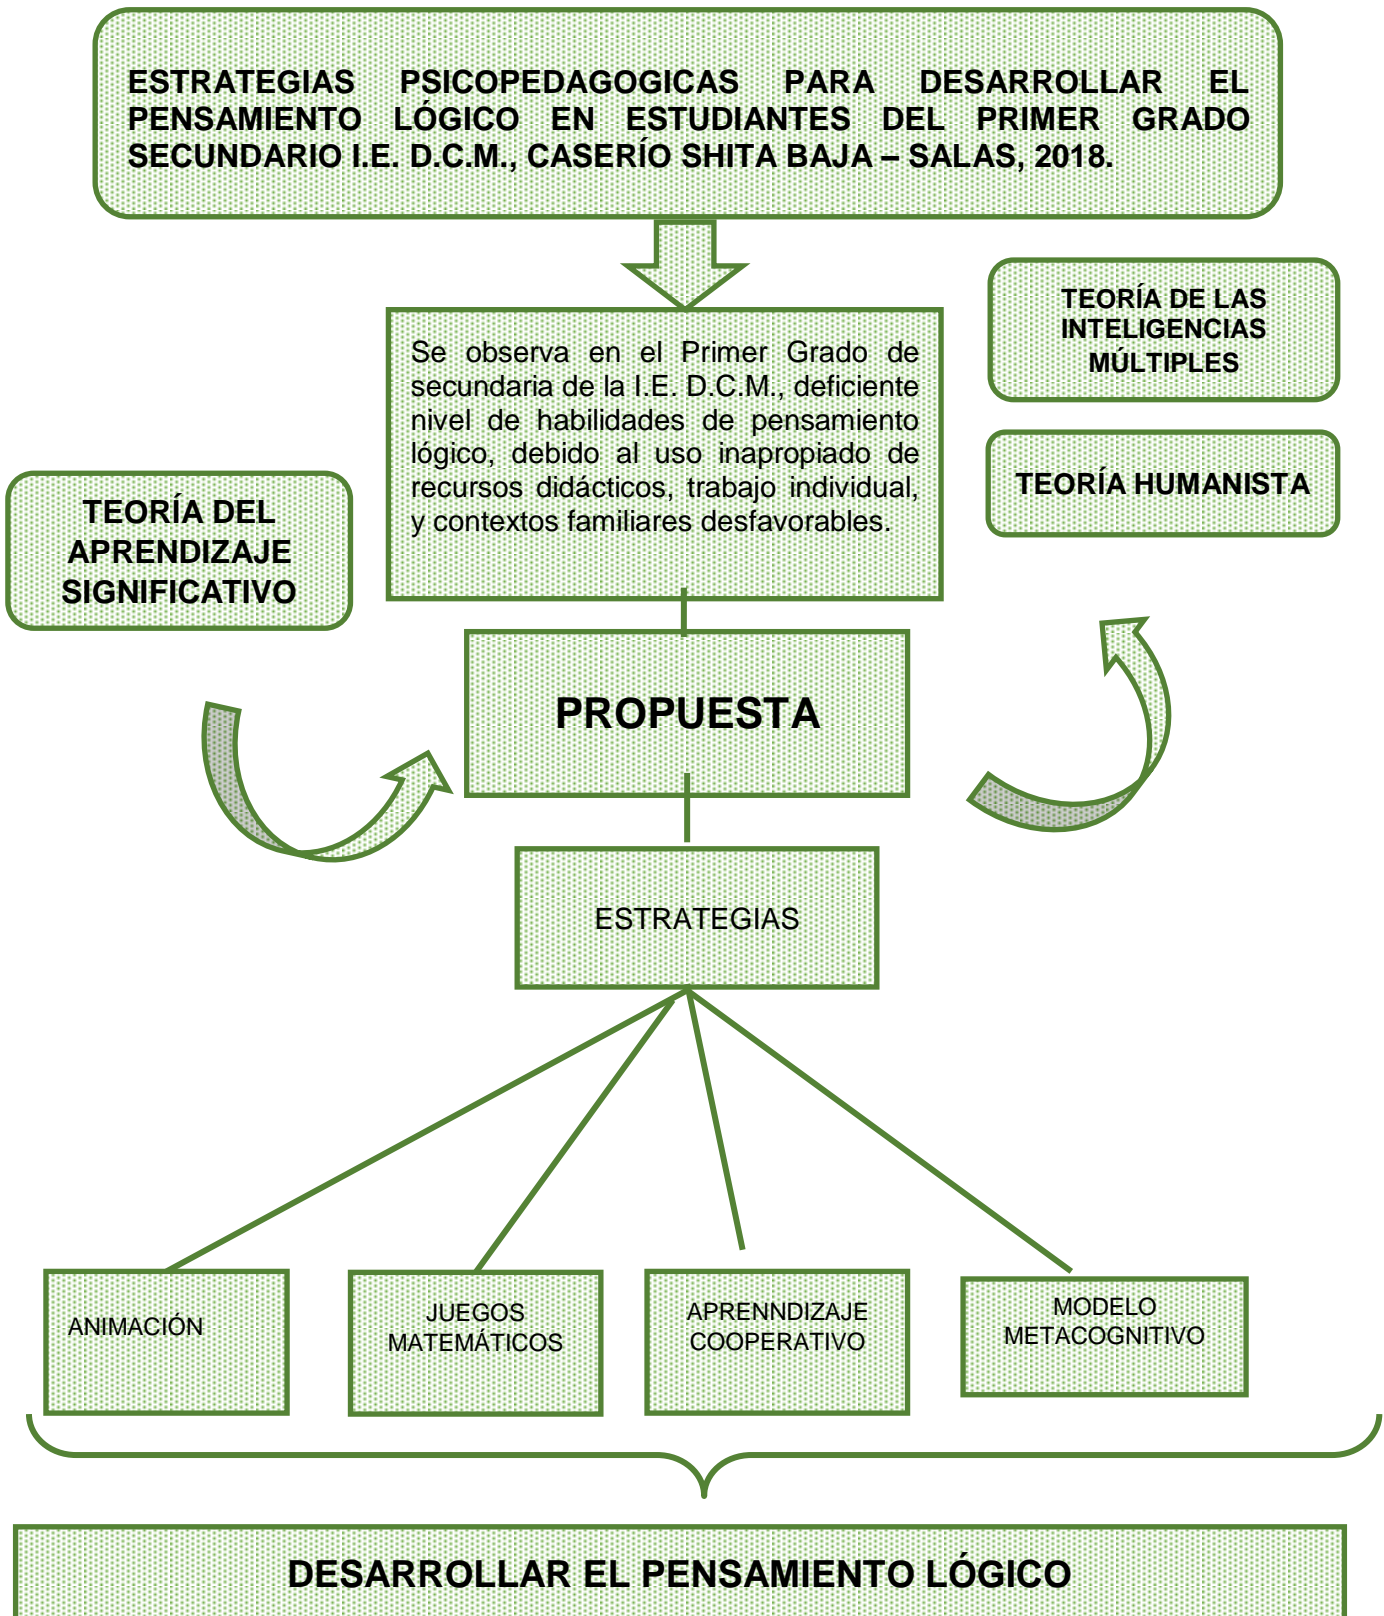 ESTRATEGIAS PSICOPEDAGOGICAS PARA DESARROLLAR EL
PENSAMIENTO LÓGICO EN ESTUDIANTES DEL PRIMER GRADO
SECUNDARIO I.E. D.C.M., CASERÍO SHITA BAJA – SALAS, 2018.
TEORÍA DE LAS
INTELIGENCIAS
MÚLTIPLES
Se observa en el Primer Grado de
secundaria de la I.E. D.C.M., deficiente
nivel de habilidades de pensamiento
lógico, debido al uso inapropiado de
recursos didácticos, trabajo individual,
y contextos familiares desfavorables.
TEORÍA HUMANISTA
TEORÍA DEL
APRENDIZAJE
SIGNIFICATIVO
PROPUESTA
ESTRATEGIAS
ANIMACIÓN
JUEGOS
MATEMÁTICOS
APRENNDIZAJE
COOPERATIVO
MODELO
METACOGNITIVO
DESARROLLAR EL PENSAMIENTO LÓGICO